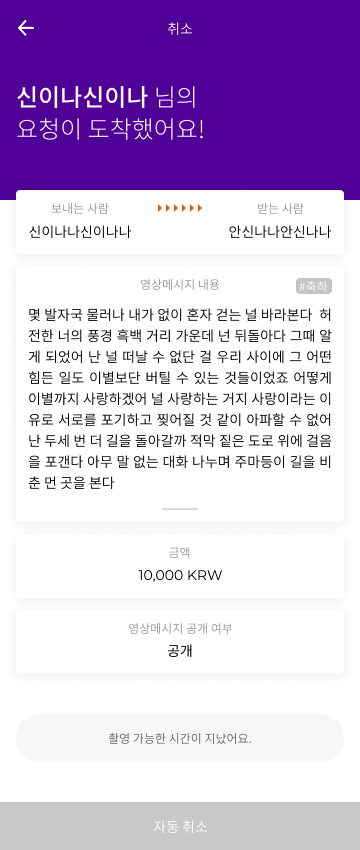 취소
신이나신이나 님의
요청이 도착했어요!
보내는 사람
받는 사람
신이나나신이나나
안신나나안신나나
영상메시지 내용
#축하
몇 발자국 물러나 내가 없이 혼자 걷는 널 바라본다 허
전한 너의 풍경 흑백 거리 가운데 넌 뒤돌아다 그때 알
게 되었어 난 널 떠날 수 없단 걸 우리 사이에 그 어떤
힘든 일도 이별보단 버틸 수 있는 것들이었죠 어떻게
이별까지 사랑하겠어 널 사랑하는 거지 사랑이라는 이
유로 서로를 포기하고 찢어질 것 같이 아파할 수 없어
난 두세 번 더 길을 돌아갈까 적막 짙은 도로 위에 걸음
을 포갠다 아무 말 없는 대화 나누며 주마등이 길을 비
춘 먼 곳을 본다
금액
10,000 KRW
영상메시지 공개 여부
공개
촬영 가능한 시간이 지났어요.
자동 취소